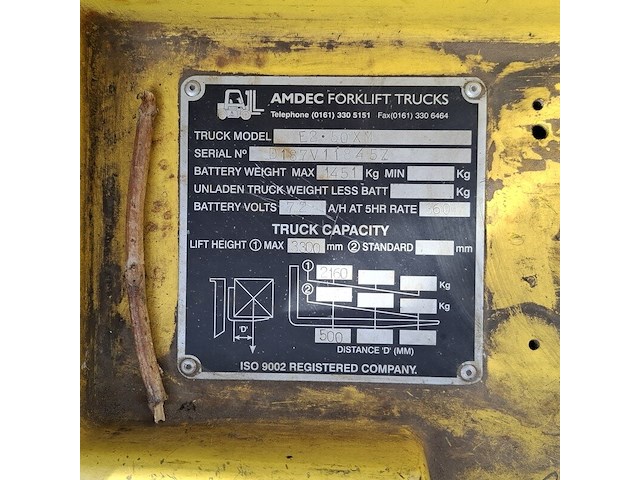 AMDEC FORKLIFT TRUCKS
Telephone (0161) 330 5151 Fax(0161) 330 6464
TRUCK MODEL
SERIAL Nº
BATTERY WEIGHT MAX 1451 Kg MIN Kg
UNLADEN TRUCK WEIGHT LESS BATT Kg
BATTERY VOLTS 72 A/H AT 5HR RATE
TRUCK CAPACITY
LIFT HEIGHT ① MAX 3300 mm ② STANDARD mm
① 2160 Kg
② Kg
'D'
500
DISTANCE 'D' (MM)
ISO 9002 REGISTERED COMPANY.